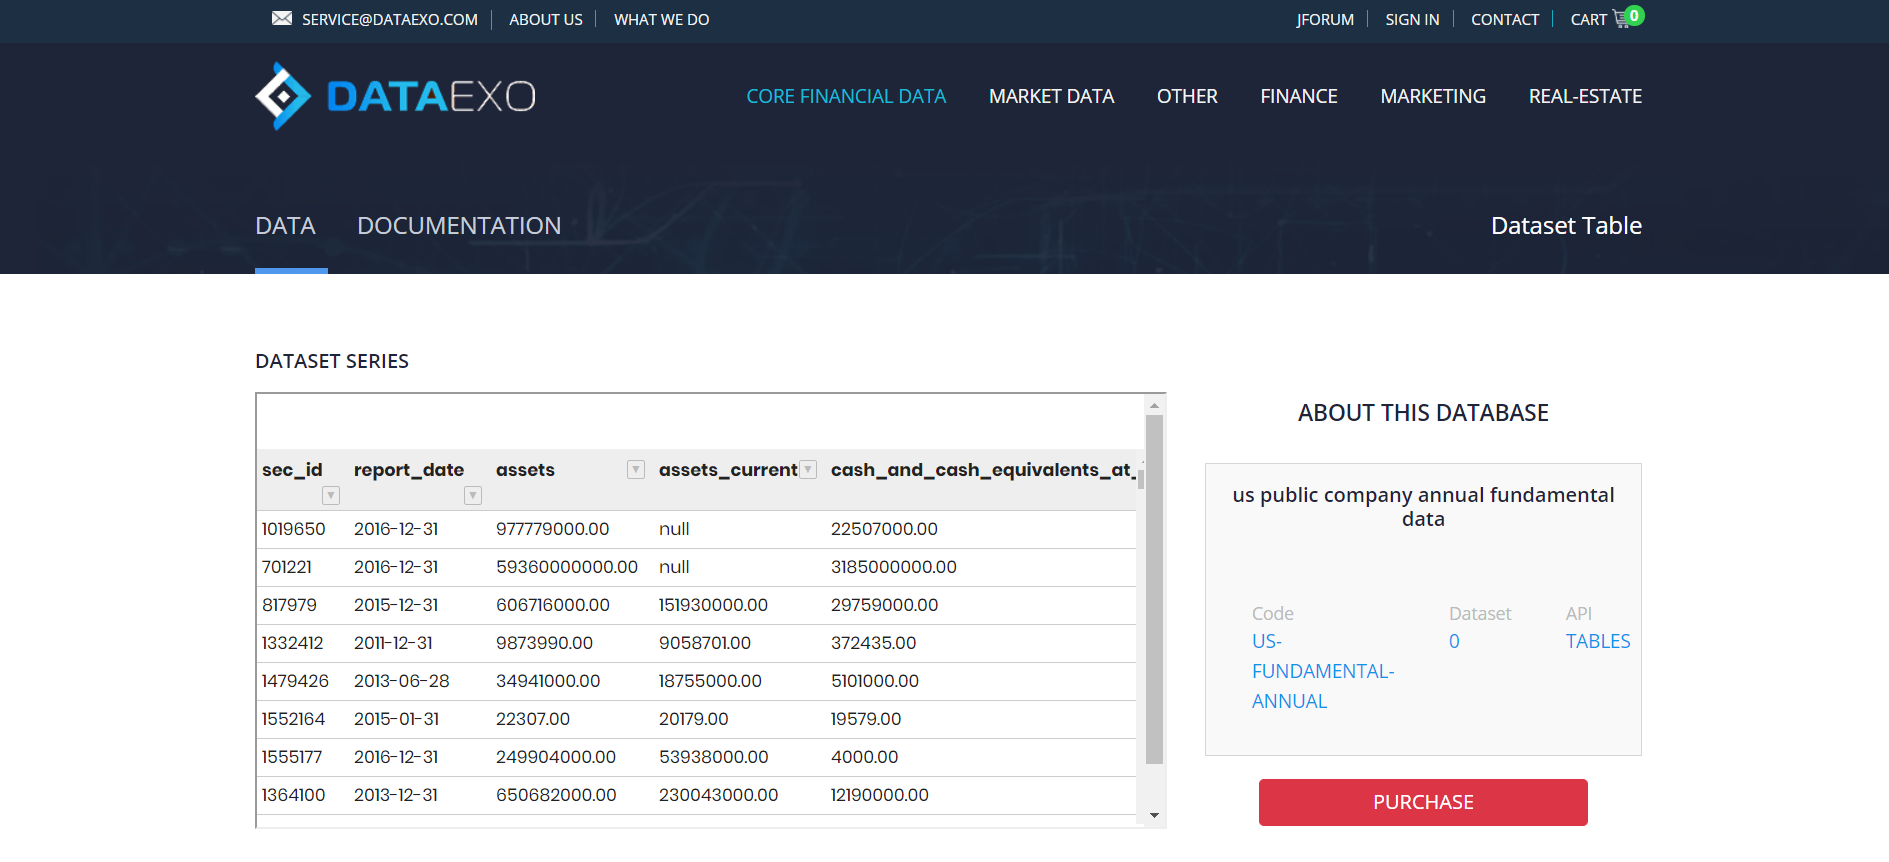 SERVICE@DATAEXO.COM ABOUT US WHAT WE DO JFORUM SIGN IN CONTACT CART 0
DATAEXO CORE FINANCIAL DATA MARKET DATA OTHER FINANCE MARKETING REAL-ESTATE
DATA DOCUMENTATION Dataset Table
DATASET SERIES
sec_id report_date assets assets_current cash_and_cash_equivalents_at_
1019650 2016-12-31 977779000.00 null 22507000.00
701221 2016-12-31 59360000000.00 null 3185000000.00
817979 2015-12-31 606716000.00 151930000.00 29759000.00
1332412 2011-12-31 9873990.00 9058701.00 372435.00
1479426 2013-06-28 34941000.00 18755000.00 5101000.00
1552164 2015-01-31 22307.00 20179.00 19579.00
1555177 2016-12-31 249904000.00 53938000.00 4000.00
1364100 2013-12-31 650682000.00 230043000.00 12190000.00
ABOUT THIS DATABASE
us public company annual fundamental
data
Code Dataset API
US- 0 TABLES
FUNDAMENTAL-
ANNUAL
PURCHASE